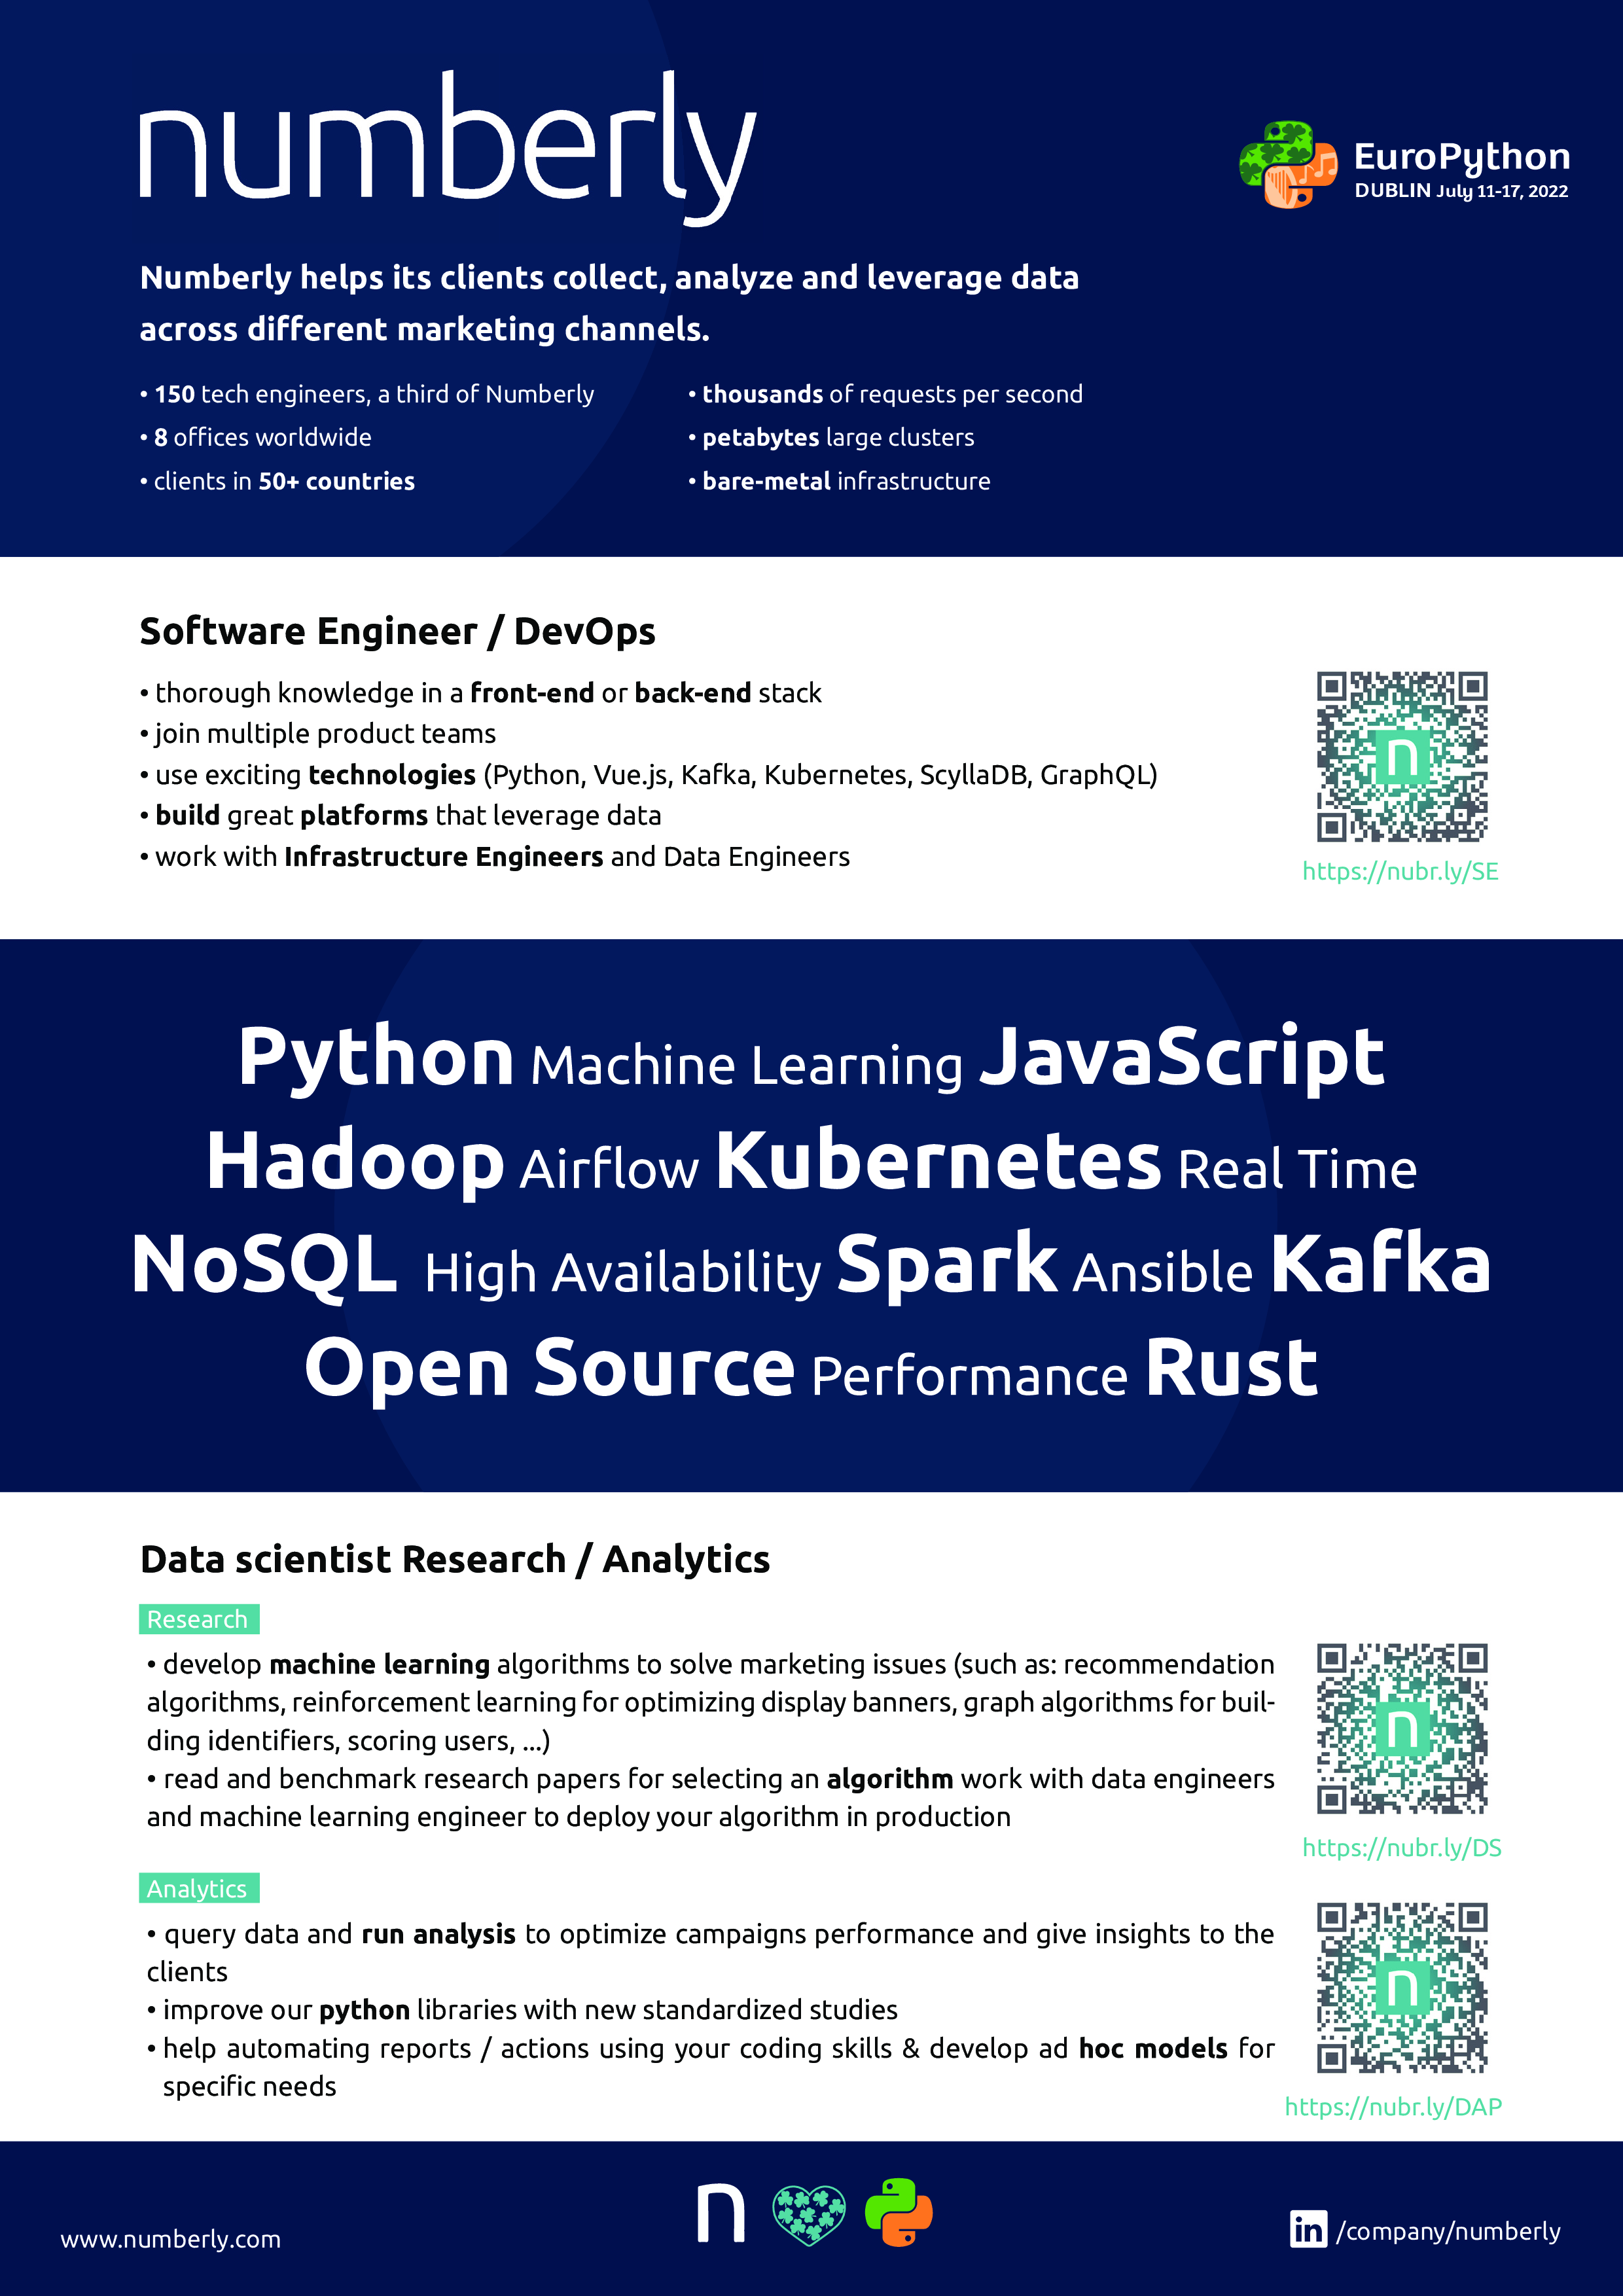 numberly
EuroPython
DUBLIN July 11-17, 2022
Numberly helps its clients collect, analyze and leverage data
across different marketing channels.
• 150 tech engineers, a third of Numberly
• 8 offices worldwide
• clients in 50+ countries
• thousands of requests per second
• petabytes large clusters
• bare-metal infrastructure
Software Engineer / DevOps
• thorough knowledge in a front-end or back-end stack
• join multiple product teams
• use exciting technologies (Python, Vue.js, Kafka, Kubernetes, ScyllaDB, GraphQL)
• build great platforms that leverage data
• work with Infrastructure Engineers and Data Engineers
n
https://nubr.ly/SE
Python Machine Learning JavaScript
Hadoop Airflow Kubernetes Real Time
NoSQL High Availability Spark Ansible Kafka
Open Source Performance Rust
Data scientist Research / Analytics
Research
• develop machine learning algorithms to solve marketing issues (such as: recommendation
algorithms, reinforcement learning for optimizing display banners, graph algorithms for buil-
ding identifiers, scoring users, ...)
• read and benchmark research papers for selecting an algorithm work with data engineers
and machine learning engineer to deploy your algorithm in production
n
https://nubr.ly/DS
Analytics
• query data and run analysis to optimize campaigns performance and give insights to the
clients
• improve our python libraries with new standardized studies
• help automating reports / actions using your coding skills & develop ad hoc models for
specific needs
n
https://nubr.ly/DAP
www.numberly.com
n
in /company/numberly